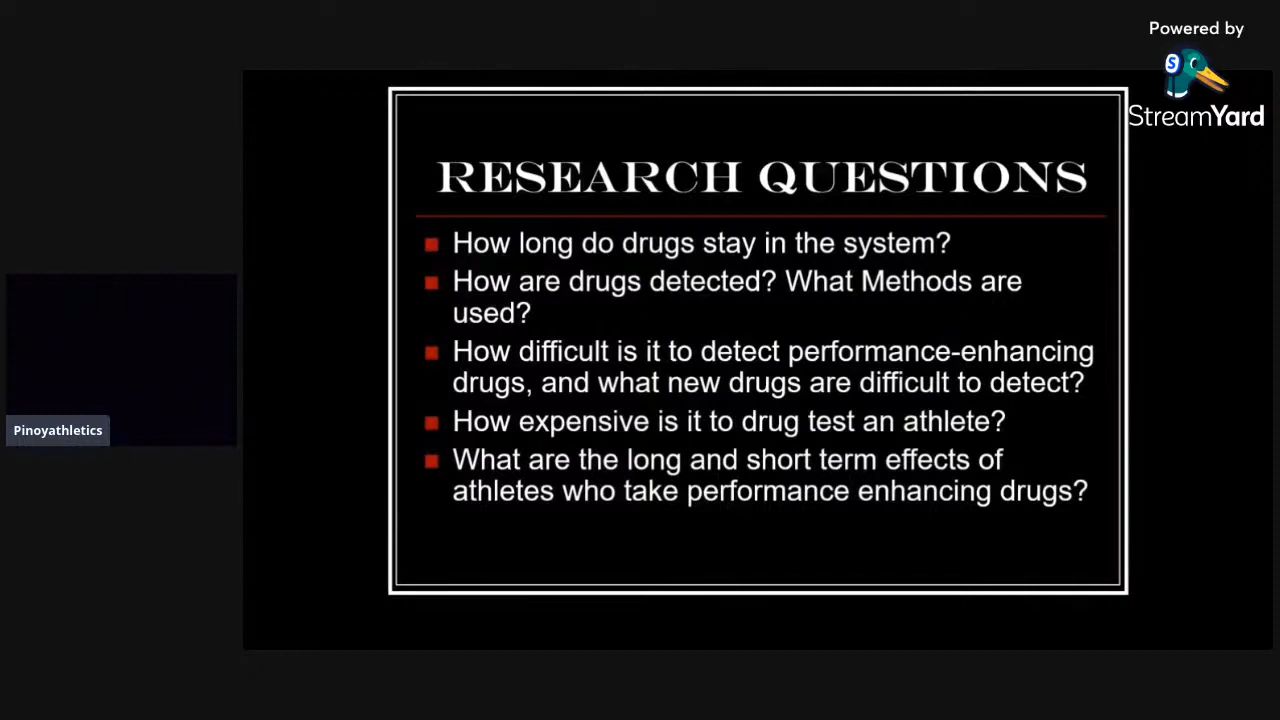 Powered by
S
StreamYard
RESEARCH QUESTIONS
How long do drugs stay in the system?
How are drugs detected? What Methods are
used?
How difficult is it to detect performance-enhancing
drugs, and what new drugs are difficult to detect?
How expensive is it to drug test an athlete?
What are the long and short term effects of
athletes who take performance enhancing drugs?
Pinoyathletics